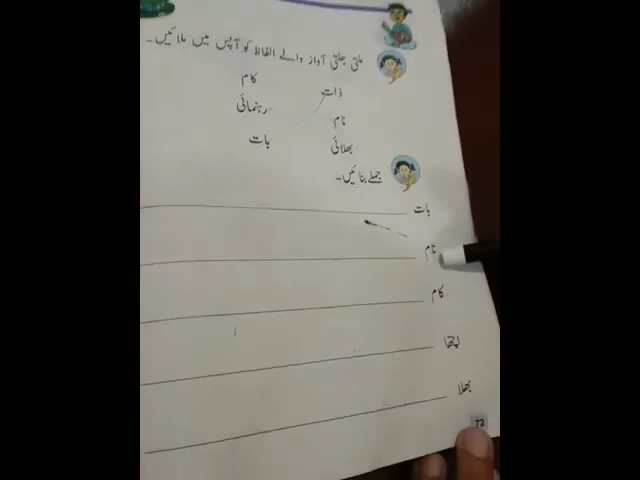 ملتی جلتی آواز والے الفاظ کو آپس میں ملائیں۔
ذات کام
نام رہنمائی
بھلائی بات
جملے بنائیں۔
بات
نام
کام
اچھا
بھلا
72